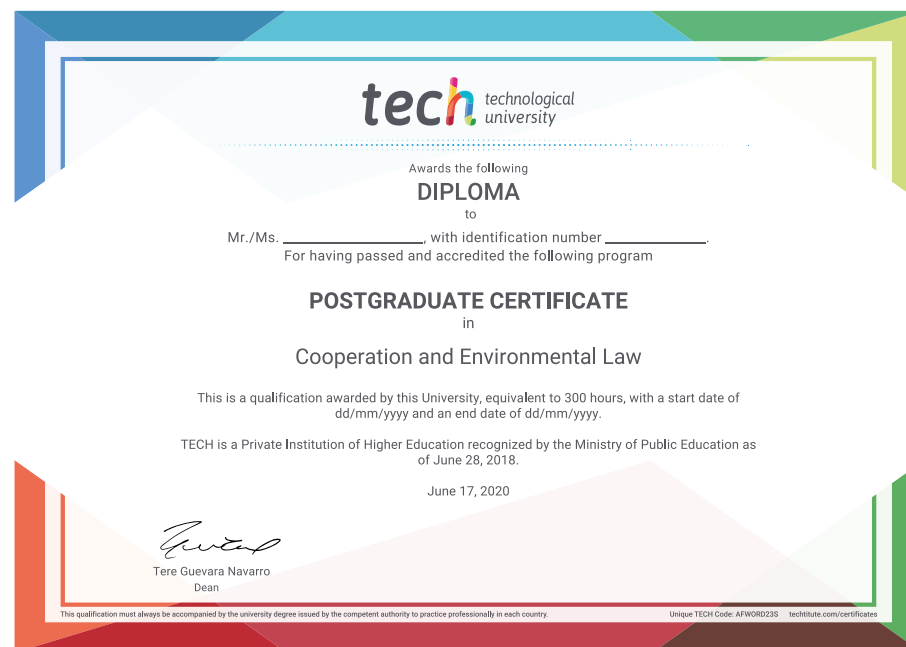 tech technological
university
Awards the following
DIPLOMA
to
Mr./Ms. ____________________, with identification number ______________.
For having passed and accredited the following program
POSTGRADUATE CERTIFICATE
in
Cooperation and Environmental Law
This is a qualification awarded by this University, equivalent to 300 hours, with a start date of
dd/mm/yyyy and an end date of dd/mm/yyyy.
TECH is a Private Institution of Higher Education recognized by the Ministry of Public Education as
of June 28, 2018.
June 17, 2020
Tere Guevara Navarro
Dean
This qualification must always be accompanied by the university degree issued by the competent authority to practice professionally in each country. Unique TECH Code: AFWORD23S techtitute.com/certificates